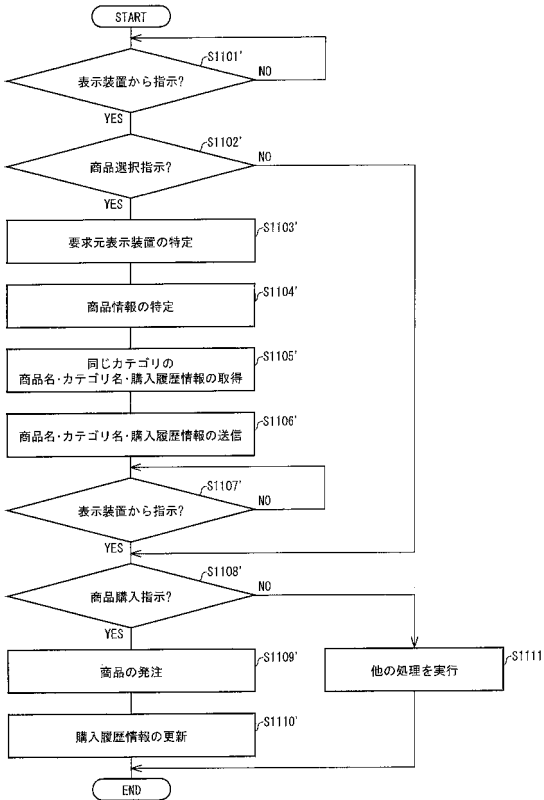 START
S1101'
表示装置から指示?
NO
YES
S1102'
商品選択指示?
NO
YES
S1103'
要求元表示装置の特定
S1104'
商品情報の特定
S1105'
同じカテゴリの
商品名・カテゴリ名・購入履歴情報の取得
S1106'
商品名・カテゴリ名・購入履歴情報の送信
S1107'
表示装置から指示?
NO
YES
S1108'
商品購入指示?
NO
YES
S1109'
商品の発注
S1111
他の処理を実行
S1110'
購入履歴情報の更新
END